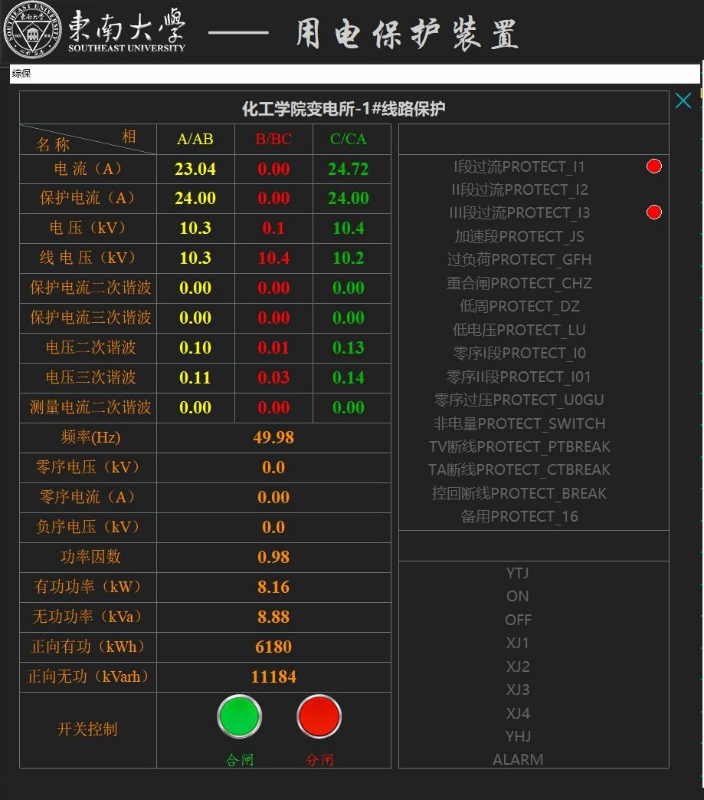 東南大學
SOUTHEAST UNIVERSITY
—— 用电保护装置
综保
化工学院变电所-1#线路保护
名称 相 A/AB B/BC C/CA
电 流（A） 23.04 0.00 24.72
保护电流（A） 24.00 0.00 24.00
电 压（kV） 10.3 0.1 10.4
线 电 压（kV） 10.3 10.4 10.2
保护电流二次谐波 0.00 0.00 0.00
保护电流三次谐波 0.00 0.00 0.00
电压二次谐波 0.10 0.01 0.13
电压三次谐波 0.11 0.03 0.14
测量电流二次谐波 0.00 0.00 0.00
频率(Hz) 49.98
零序电压（kV） 0.0
零序电流（A） 0.00
负序电压（kV） 0.0
功率因数 0.98
有功功率（kW） 8.16
无功功率（kVa） 8.88
正向有功（kWh） 6180
正向无功（kVarh） 11184
开关控制
合闸 分闸
I段过流PROTECT_I1
II段过流PROTECT_I2
III段过流PROTECT_I3
加速段PROTECT_JS
过负荷PROTECT_GFH
重合闸PROTECT_CHZ
低周PROTECT_DZ
低电压PROTECT_LU
零序I段PROTECT_I0
零序II段PROTECT_I01
零序过压PROTECT_U0GU
非电量PROTECT_SWITCH
TV断线PROTECT_PTBREAK
TA断线PROTECT_CTBREAK
控回断线PROTECT_BREAK
备用PROTECT_16
YTJ
ON
OFF
XJ1
XJ2
XJ3
XJ4
YHJ
ALARM